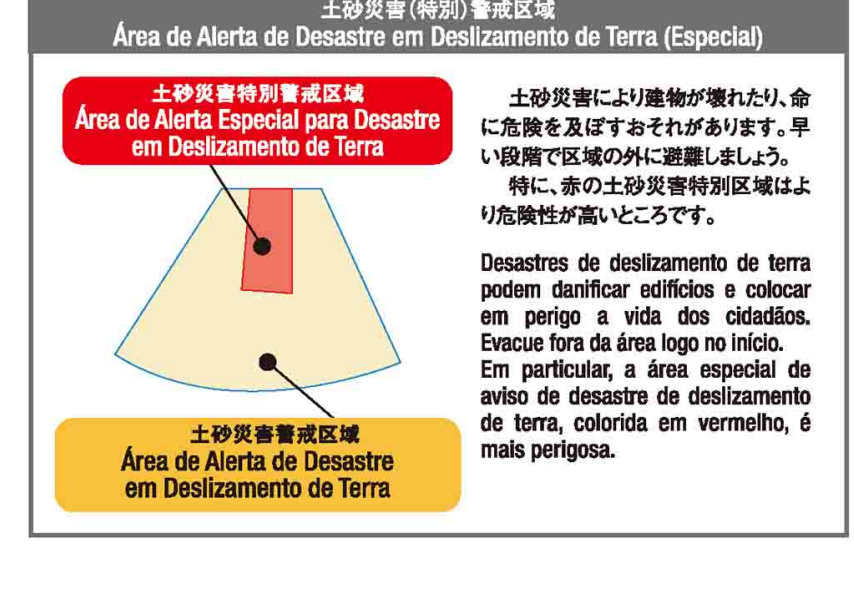 土砂災害(特別)警戒区域
Área de Alerta de Desastre em Deslizamento de Terra (Especial)
土砂災害特別警戒区域
Área de Alerta Especial para Desastre
em Deslizamento de Terra
土砂災害警戒区域
Área de Alerta de Desastre
em Deslizamento de Terra
土砂災害により建物が壊れたり、命
に危険を及ぼすおそれがあります。早
い段階で区域の外に避難しましょう。
特に、赤の土砂災害特別区域はよ
り危険性が高いところです。
Desastres de deslizamento de terra
podem danificar edifícios e colocar
em perigo a vida dos cidadãos.
Evacue fora da área logo no início.
Em particular, a área especial de
aviso de desastre de deslizamento
de terra, colorida em vermelho, é
mais perigosa.